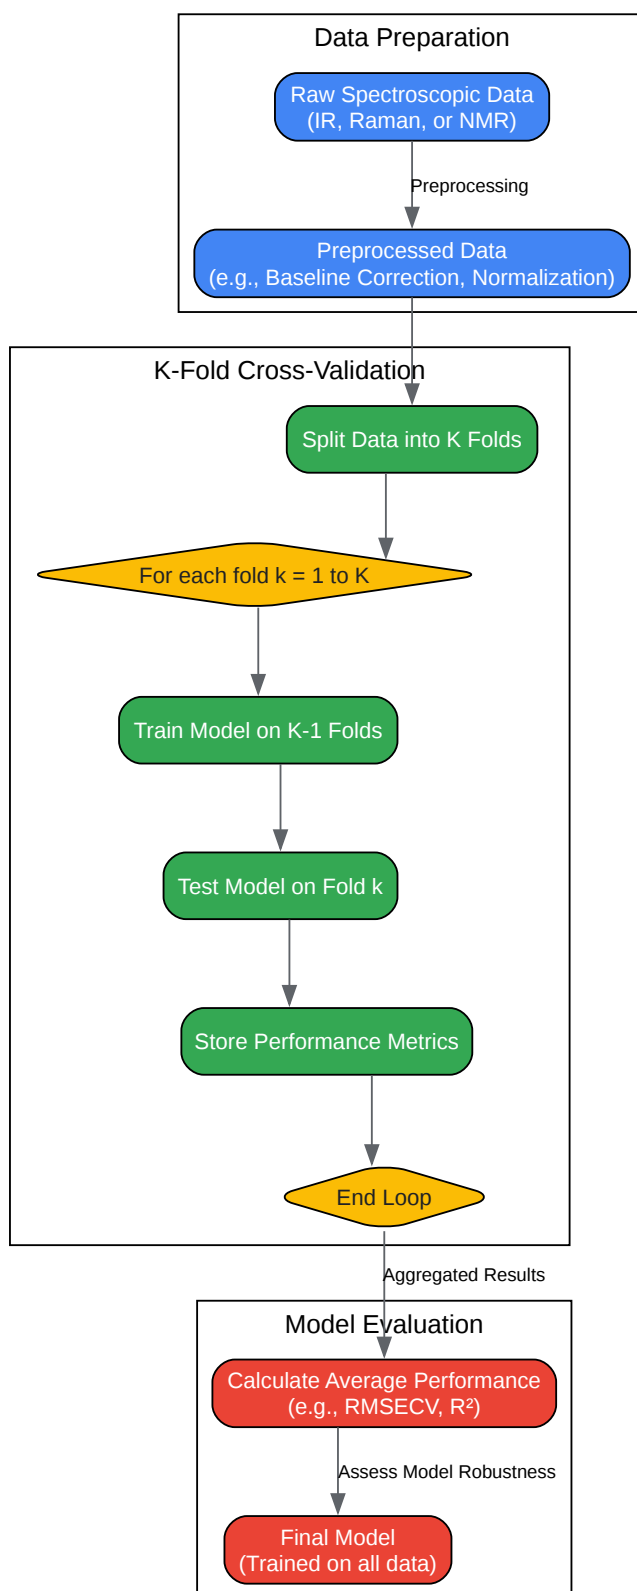 Data Preparation
Raw Spectroscopic Data
(IR, Raman, or NMR)
Preprocessing
Preprocessed Data
(e.g., Baseline Correction, Normalization)
K-Fold Cross-Validation
Split Data into K Folds
For each fold k = 1 to K
Train Model on K-1 Folds
Test Model on Fold k
Store Performance Metrics
End Loop
Aggregated Results
Model Evaluation
Calculate Average Performance
(e.g., RMSECV, R²)
Assess Model Robustness
Final Model
(Trained on all data)